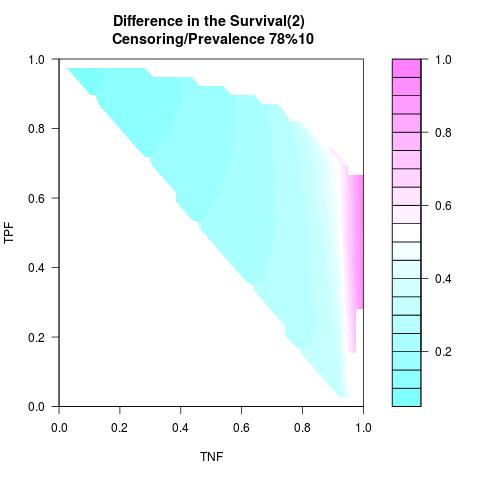 Difference in the Survival(2)
Censoring/Prevalence 78%10
1.0
0.8
0.6
0.4
0.2
0.0
TPF
0.0 0.2 0.4 0.6 0.8 1.0
TNF
1.0
0.8
0.6
0.4
0.2